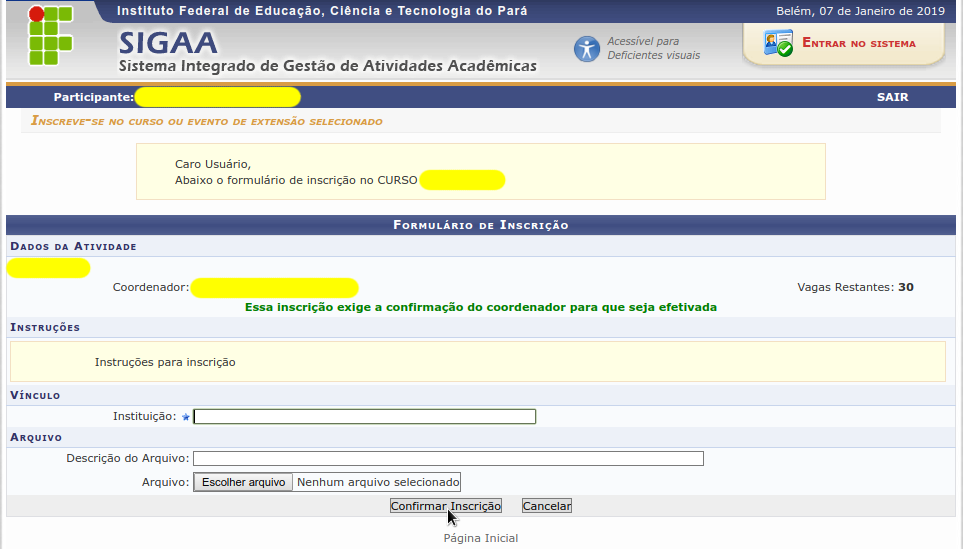 Instituto Federal de Educação, Ciência e Tecnologia do Pará
Belém, 07 de Janeiro de 2019
SIGAA
Sistema Integrado de Gestão de Atividades Acadêmicas
Acessível para
Deficientes visuais
Entrar no sistema
Participante:
SAIR
Inscreve-se no curso ou evento de extensão selecionado
Caro Usuário,
Abaixo o formulário de inscrição no CURSO
Formulário de Inscrição
Dados da Atividade
Coordenador:
Vagas Restantes: 30
Essa inscrição exige a confirmação do coordenador para que seja efetivada
Instruções
Instruções para inscrição
Vínculo
Instituição:
Arquivo
Descrição do Arquivo:
Arquivo: Escolher arquivo Nenhum arquivo selecionado
Confirmar Inscrição Cancelar
Página Inicial